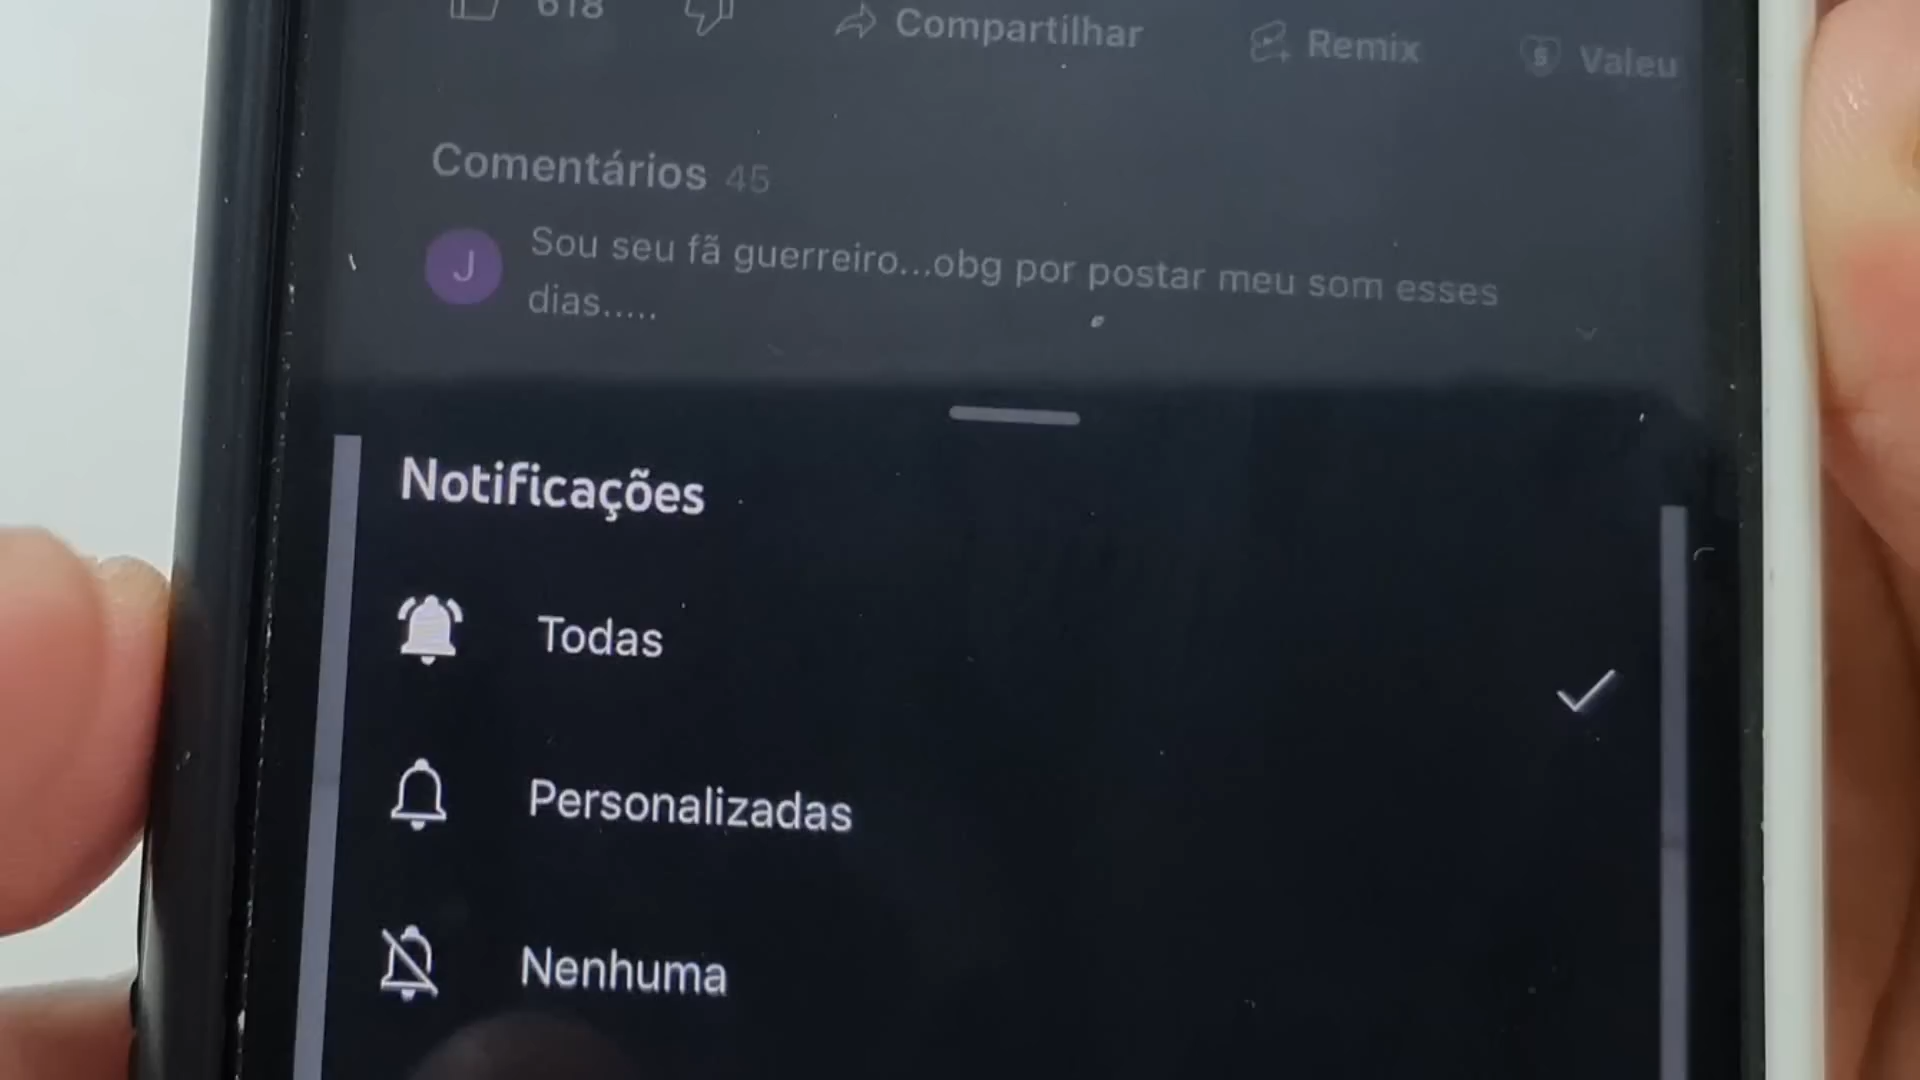 618 Compartilhar Remix Valeu
Comentários 45
J Sou seu fã guerreiro...obg por postar meu som esses
dias.....
Notificações
Todas
Personalizadas
Nenhuma